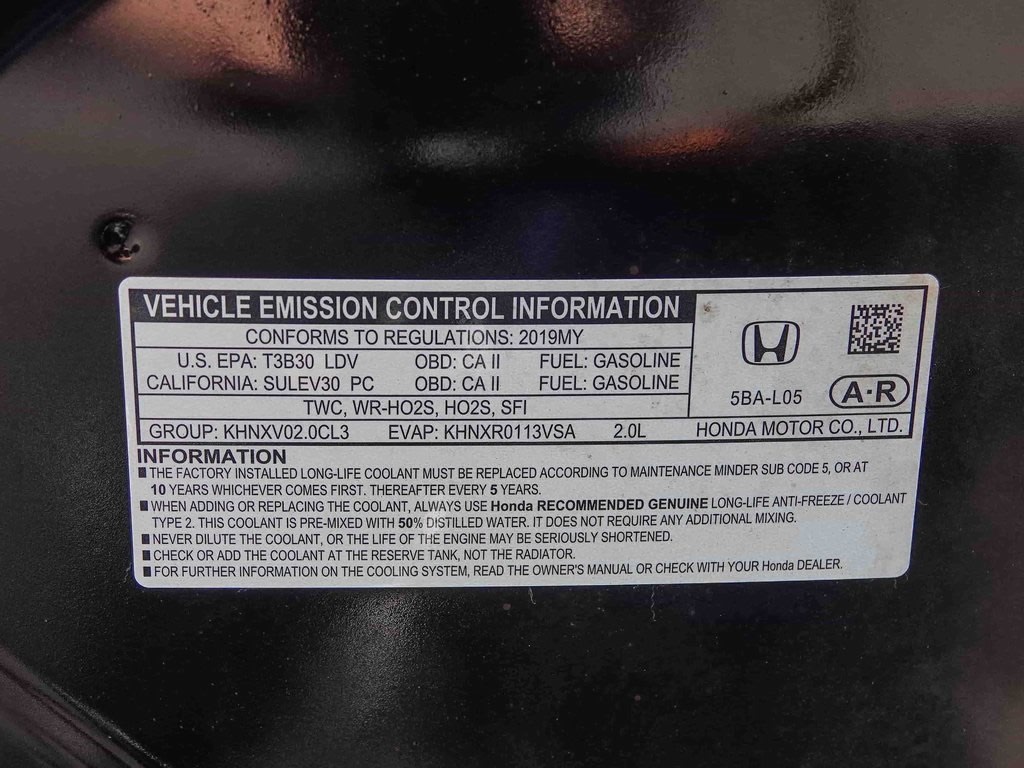 VEHICLE EMISSION CONTROL INFORMATION
CONFORMS TO REGULATIONS: 2019MY
U.S. EPA: T3B30 LDV OBD: CA II FUEL: GASOLINE
CALIFORNIA: SULEV30 PC OBD: CA II FUEL: GASOLINE
TWC, WR-HO2S, HO2S, SFI
5BA-L05 A·R
GROUP: KHNXV02.0CL3 EVAP: KHNXR0113VSA 2.0L HONDA MOTOR CO., LTD.
INFORMATION
■ THE FACTORY INSTALLED LONG-LIFE COOLANT MUST BE REPLACED ACCORDING TO MAINTENANCE MINDER SUB CODE 5, OR AT
10 YEARS WHICHEVER COMES FIRST. THEREAFTER EVERY 5 YEARS.
■ WHEN ADDING OR REPLACING THE COOLANT, ALWAYS USE Honda RECOMMENDED GENUINE LONG-LIFE ANTI-FREEZE / COOLANT
TYPE 2. THIS COOLANT IS PRE-MIXED WITH 50% DISTILLED WATER. IT DOES NOT REQUIRE ANY ADDITIONAL MIXING.
■ NEVER DILUTE THE COOLANT, OR THE LIFE OF THE ENGINE MAY BE SERIOUSLY SHORTENED.
■ CHECK OR ADD THE COOLANT AT THE RESERVE TANK, NOT THE RADIATOR.
■ FOR FURTHER INFORMATION ON THE COOLING SYSTEM, READ THE OWNER'S MANUAL OR CHECK WITH YOUR Honda DEALER.